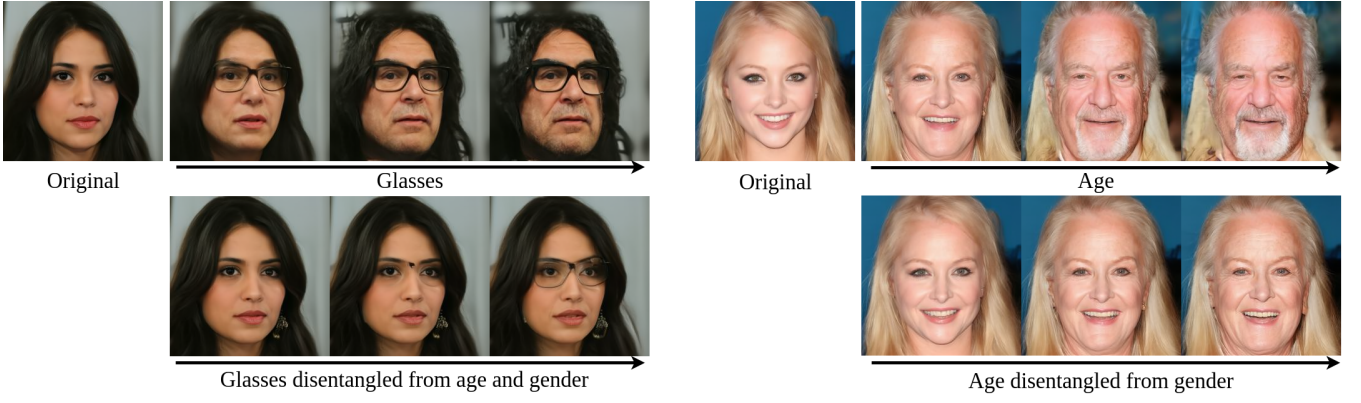 Original
Glasses
Original
Age
Glasses disentangled from age and gender
Age disentangled from gender